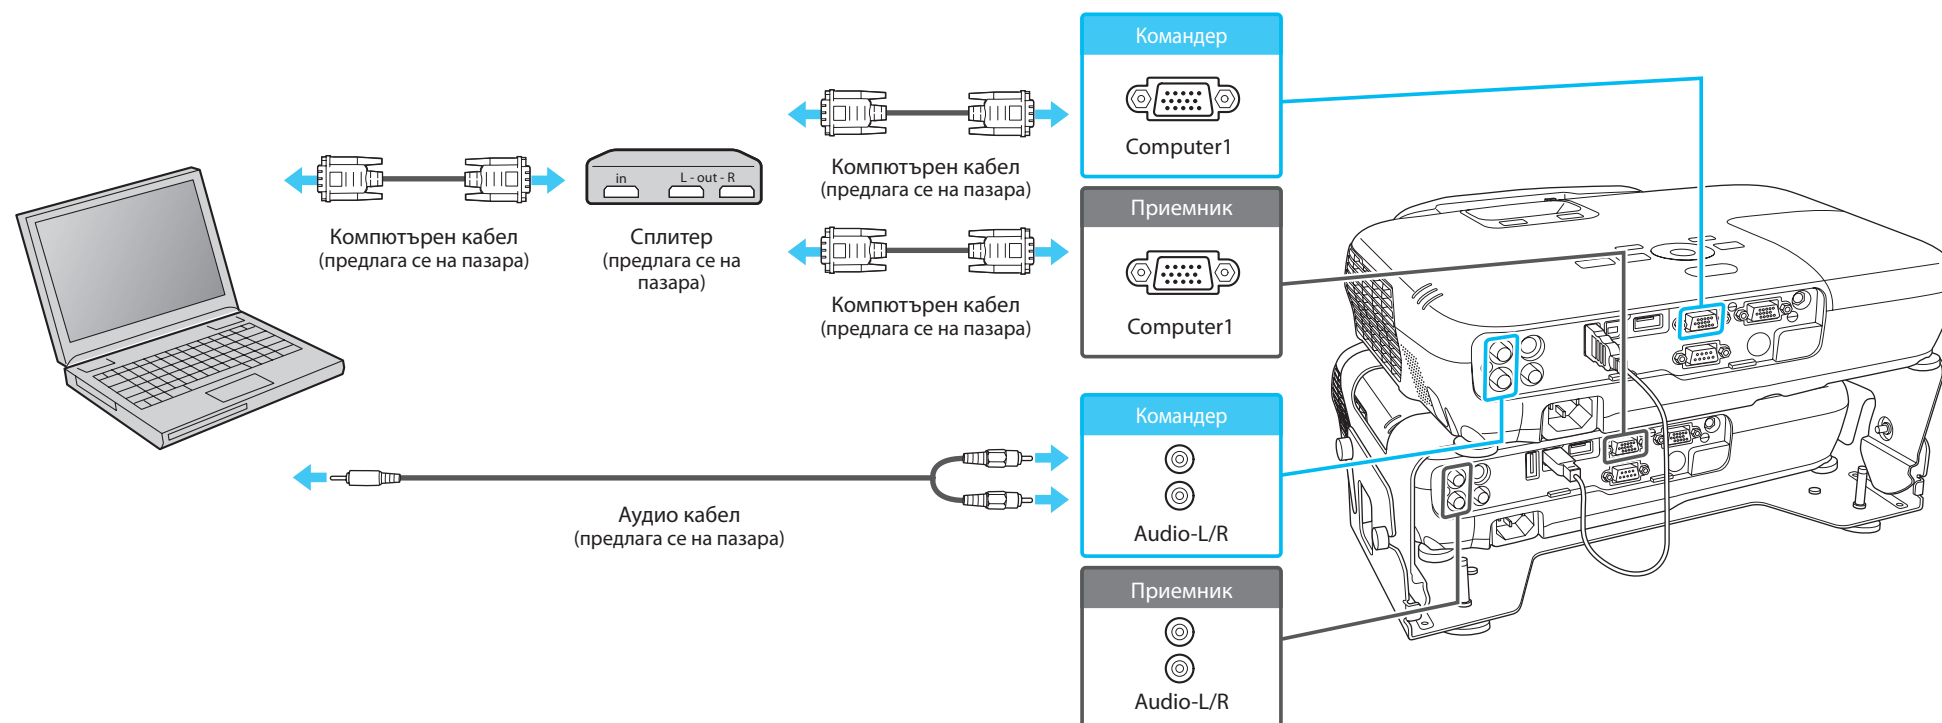 Командер
Computer1
Компютърен кабел
(предлага се на пазара)
in
L - out - R
Компютърен кабел
(предлага се на пазара)
Сплитер
(предлага се на
пазара)
Приемник
Computer1
Компютърен кабел
(предлага се на пазара)
Командер
Audio-L/R
Аудио кабел
(предлага се на пазара)
Приемник
Audio-L/R